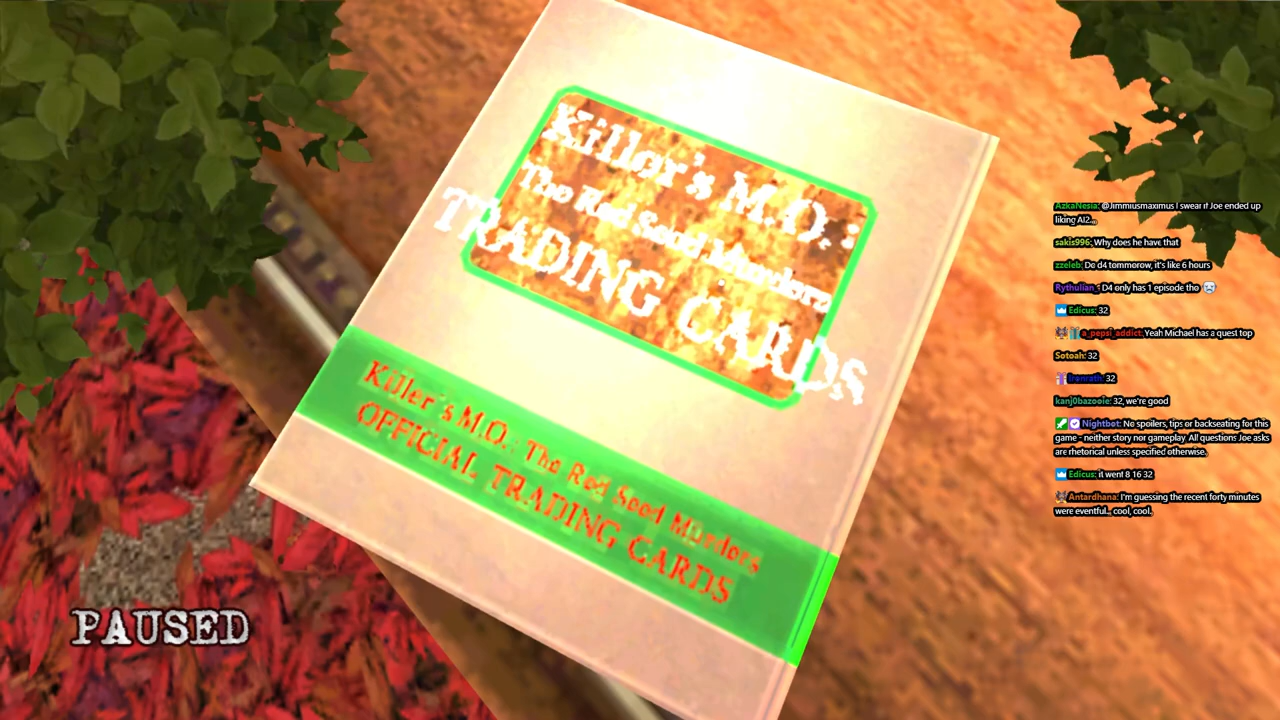 Killer's M.O.:
The Red Seed Murders
TRADING CARDS
Killer's M.O.: The Red Seed Murders
OFFICIAL TRADING CARDS
PAUSED
AzkaNesia: @Jimmiusmaximus I swear if Joe ended up
liking AI2...
sakis996: Why does he have that
zzeleb: Do d4 tommorow, it's like 6 hours
Rythulian_: D4 only has 1 episode tho
Edicus: 32
a_pepsi_addict: Yeah Michael has a quest top
Sotoah: 32
irenrath: 32
kanj0bazooie: 32, we're good
Nightbot: No spoilers, tips or backseating for this
game - neither story nor gameplay. All questions Joe asks
are rhetorical unless specified otherwise.
Edicus: it went 8 16 32
Antardhana: I'm guessing the recent forty minutes
were eventful.. cool, cool.